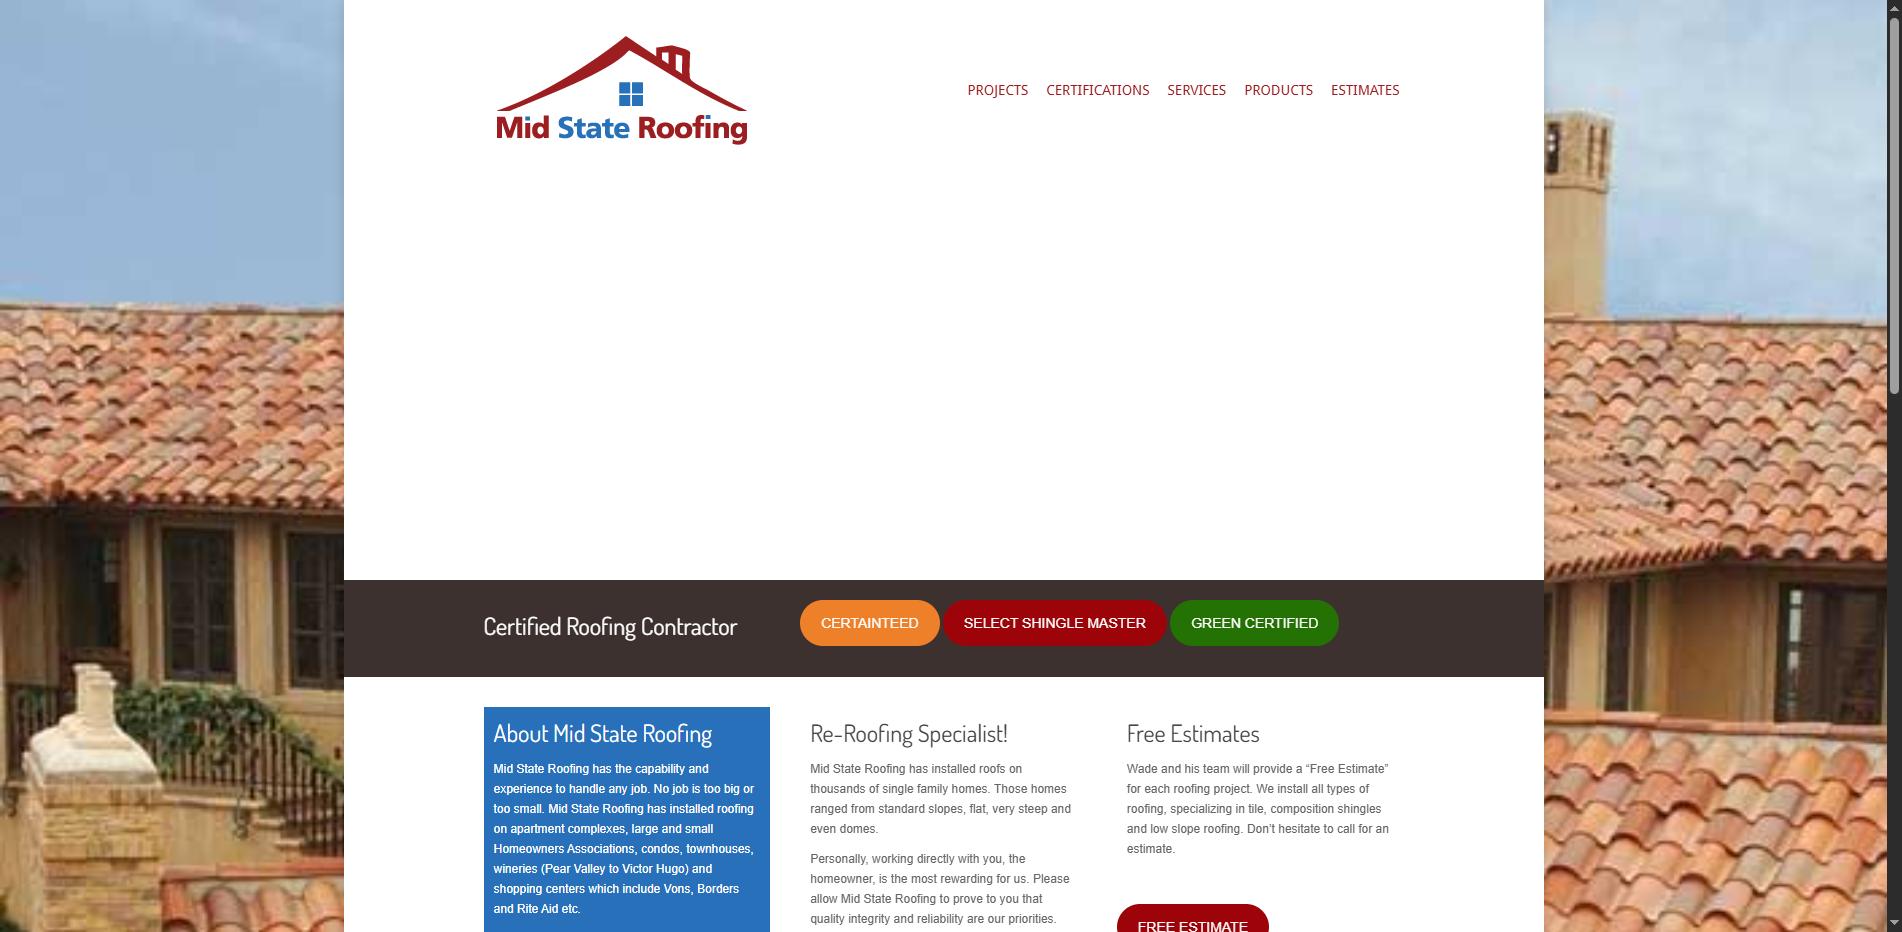 Mid State Roofing
PROJECTS CERTIFICATIONS SERVICES PRODUCTS ESTIMATES
Certified Roofing Contractor
CERTAINTEED
SELECT SHINGLE MASTER
GREEN CERTIFIED
About Mid State Roofing
Mid State Roofing has the capability and
experience to handle any job. No job is too big or
too small. Mid State Roofing has installed roofing
on apartment complexes, large and small
Homeowners Associations, condos, townhouses,
wineries (Pear Valley to Victor Hugo) and
shopping centers which include Vons, Borders
and Rite Aid etc.
Re-Roofing Specialist!
Mid State Roofing has installed roofs on
thousands of single family homes. Those homes
ranged from standard slopes, flat, very steep and
even domes.
Personally, working directly with you, the
homeowner, is the most rewarding for us. Please
allow Mid State Roofing to prove to you that
quality integrity and reliability are our priorities.
Free Estimates
Wade and his team will provide a “Free Estimate”
for each roofing project. We install all types of
roofing, specializing in tile, composition shingles
and low slope roofing. Don’t hesitate to call for an
estimate.
FREE ESTIMATE